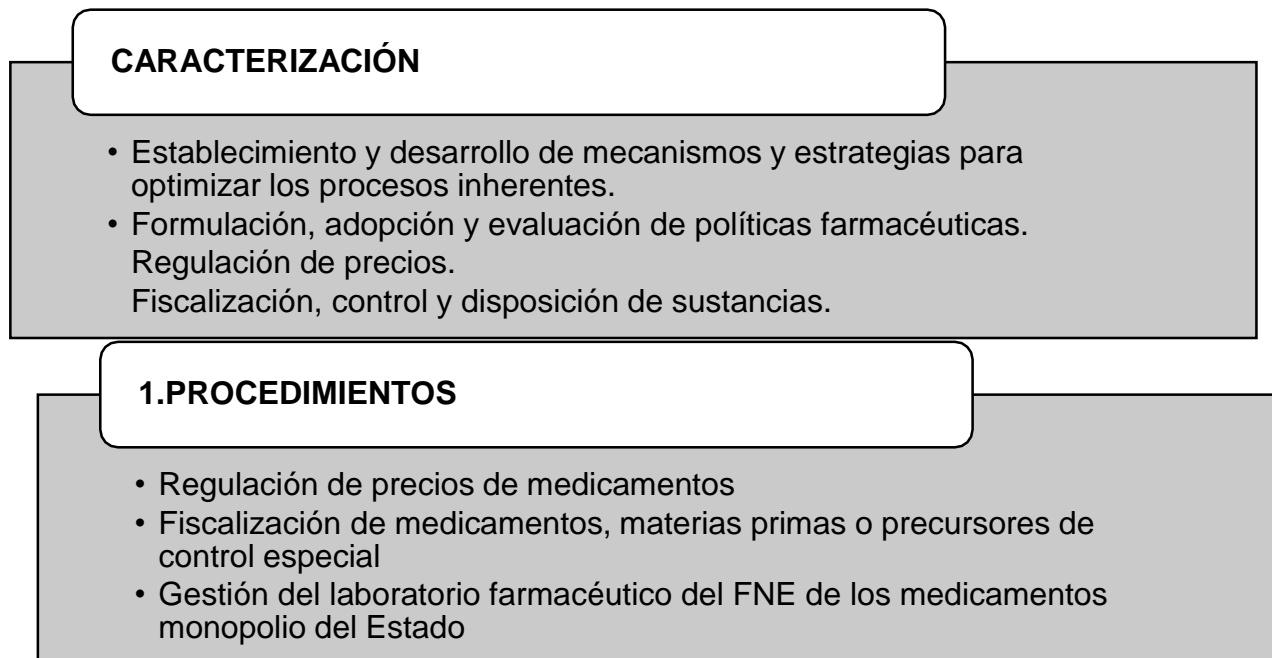 CARACTERIZACIÓN
• Establecimiento y desarrollo de mecanismos y estrategias para
optimizar los procesos inherentes.
• Formulación, adopción y evaluación de políticas farmacéuticas.
Regulación de precios.
Fiscalización, control y disposición de sustancias.
1.PROCEDIMIENTOS
• Regulación de precios de medicamentos
• Fiscalización de medicamentos, materias primas o precursores de
control especial
• Gestión del laboratorio farmacéutico del FNE de los medicamentos
monopolio del Estado